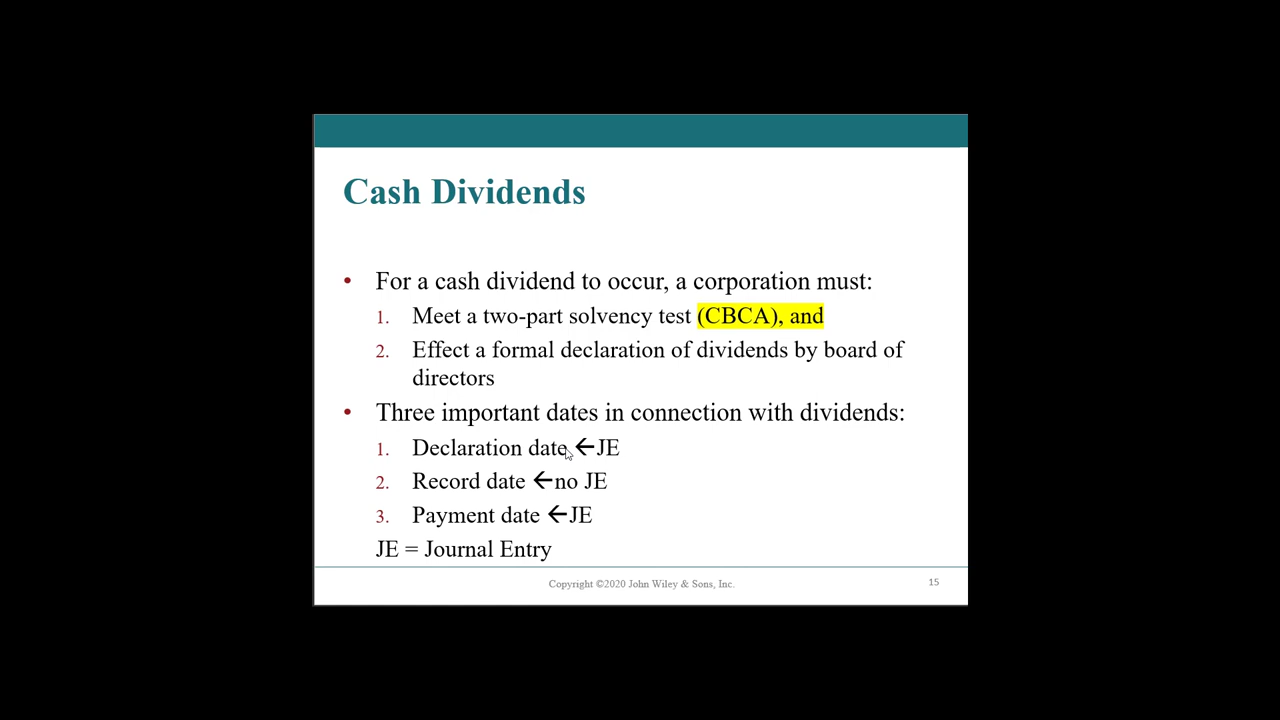 Cash Dividends
• For a cash dividend to occur, a corporation must:
1. Meet a two-part solvency test (CBCA), and
2. Effect a formal declaration of dividends by board of
directors
• Three important dates in connection with dividends:
1. Declaration date ←JE
2. Record date ←no JE
3. Payment date ←JE
JE = Journal Entry
Copyright ©2020 John Wiley & Sons, Inc.
15